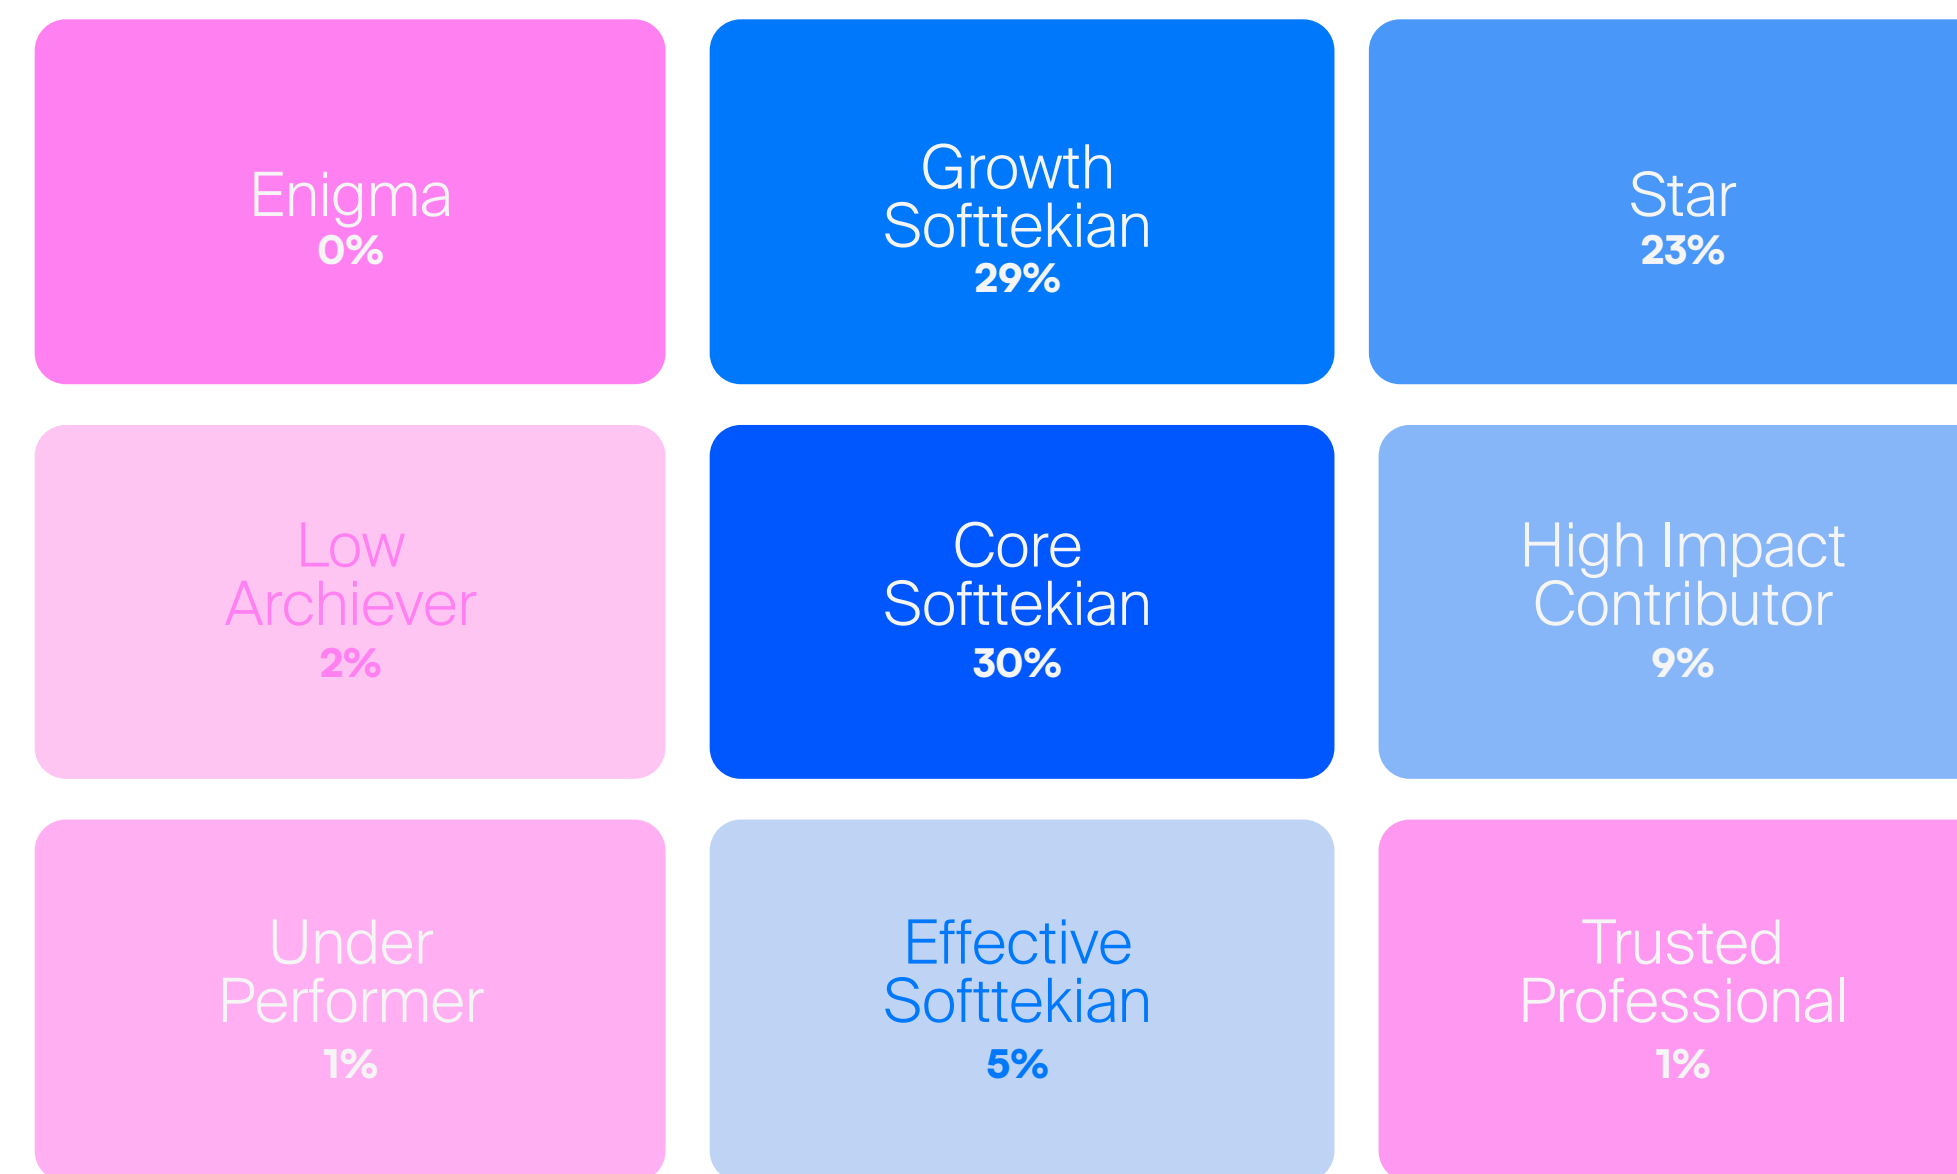 Enigma
0%
Growth
Softtekian
29%
Star
23%
Low
Archiever
2%
Core
Softtekian
30%
High Impact
Contributor
9%
Under
Performer
1%
Effective
Softtekian
5%
Trusted
Professional
1%